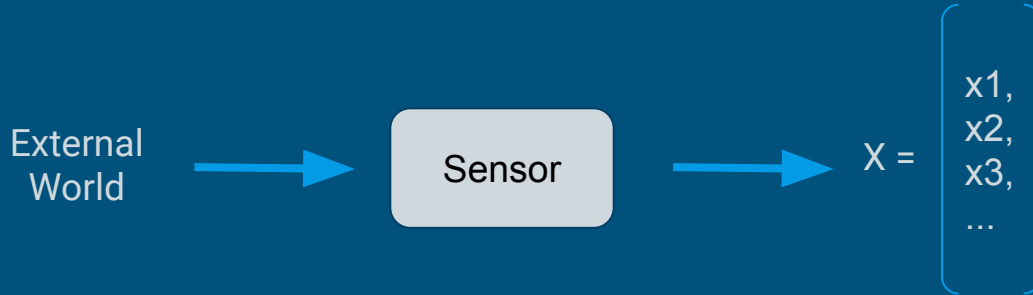 External
World
Sensor
X =
x1,
x2,
x3,
...